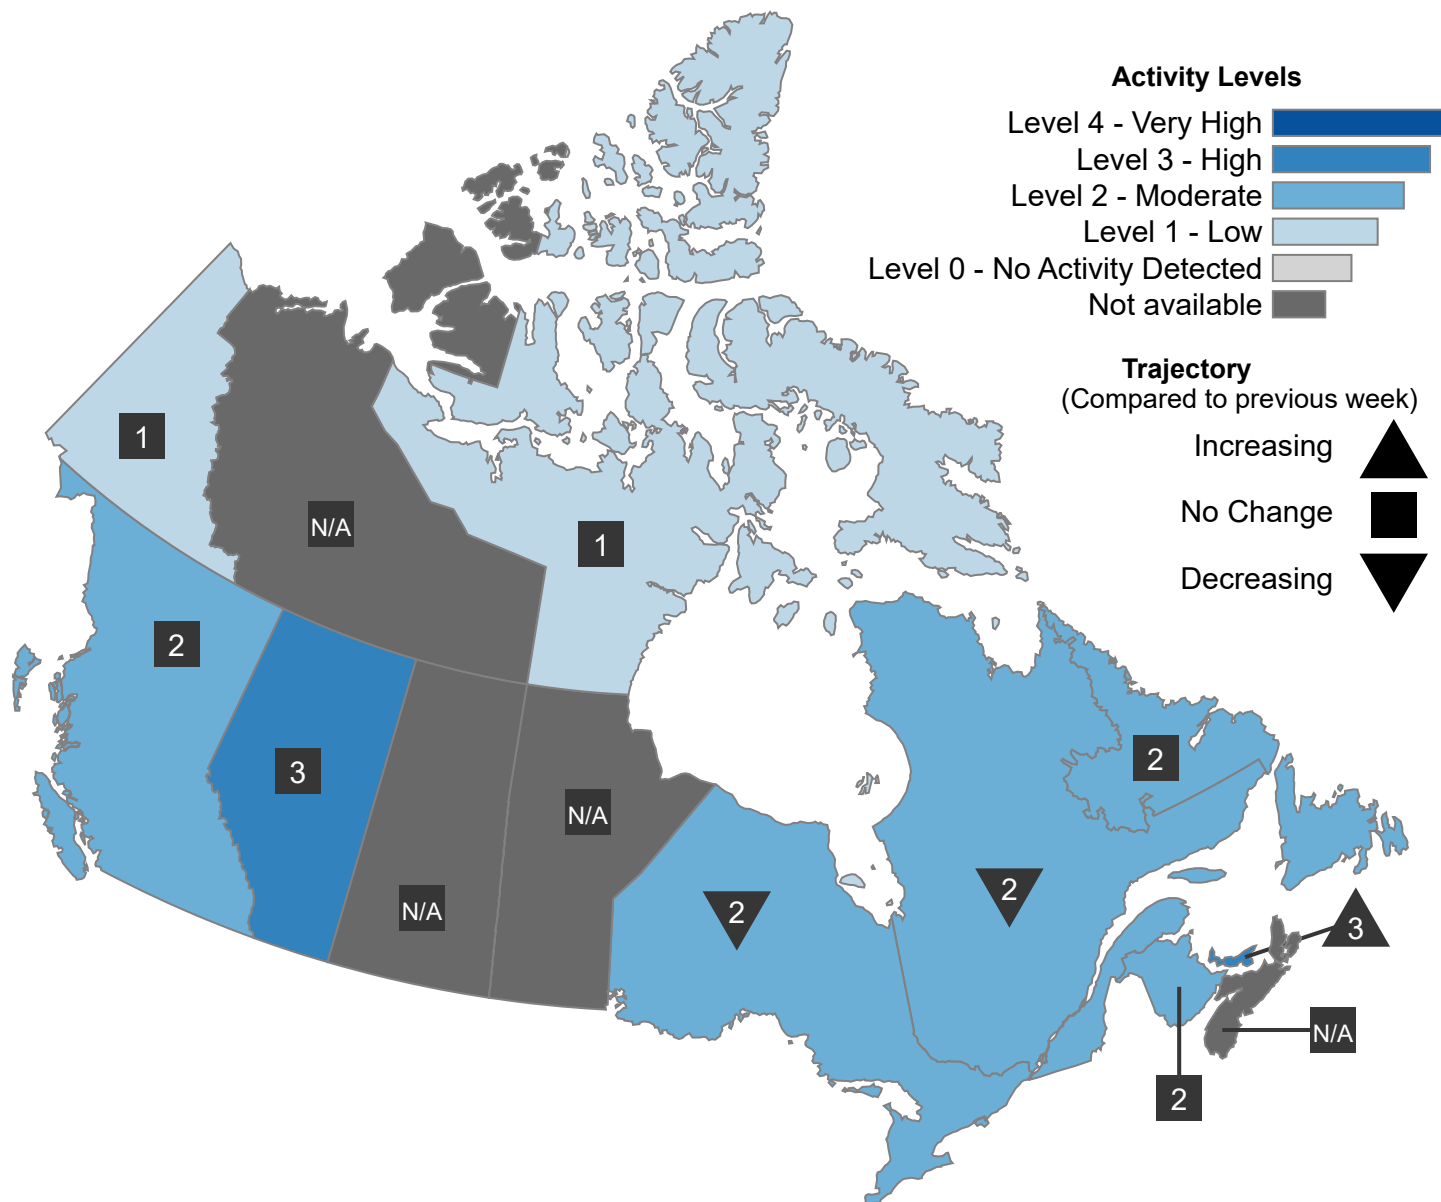 Activity Levels
Level 4 - Very High
Level 3 - High
Level 2 - Moderate
Level 1 - Low
Level 0 - No Activity Detected
Not available
Trajectory
(Compared to previous week)
Increasing
No Change
Decreasing
1
N/A
1
2
3
N/A
N/A
2
2
2
3
N/A
2